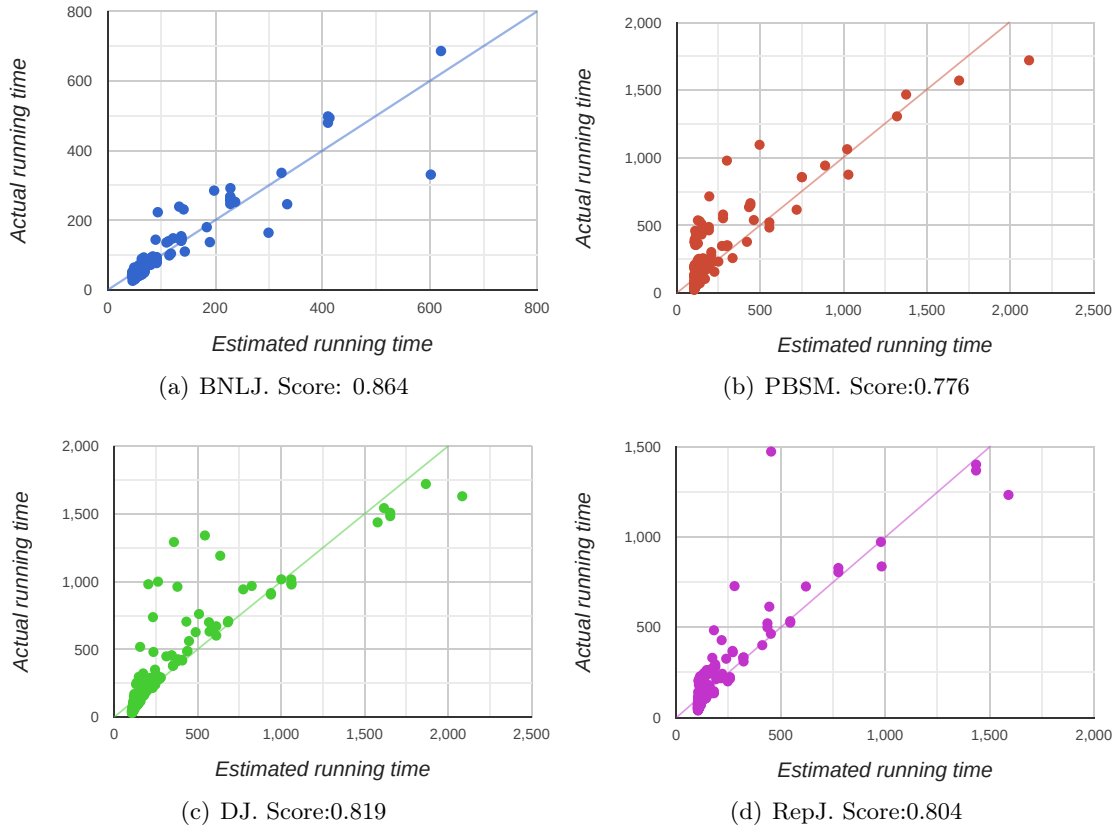 800
600
400
200
0
Actual running time
0 200 400 600 800
Estimated running time
(a) BNLJ. Score: 0.864
2,000
1,500
1,000
500
0
Actual running time
0 500 1,000 1,500 2,000 2,500
Estimated running time
(b) PBSM. Score:0.776
2,000
1,500
1,000
500
0
Actual running time
0 500 1,000 1,500 2,000 2,500
Estimated running time
(c) DJ. Score:0.819
1,500
1,000
500
0
Actual running time
0 500 1,000 1,500 2,000
Estimated running time
(d) RepJ. Score:0.804